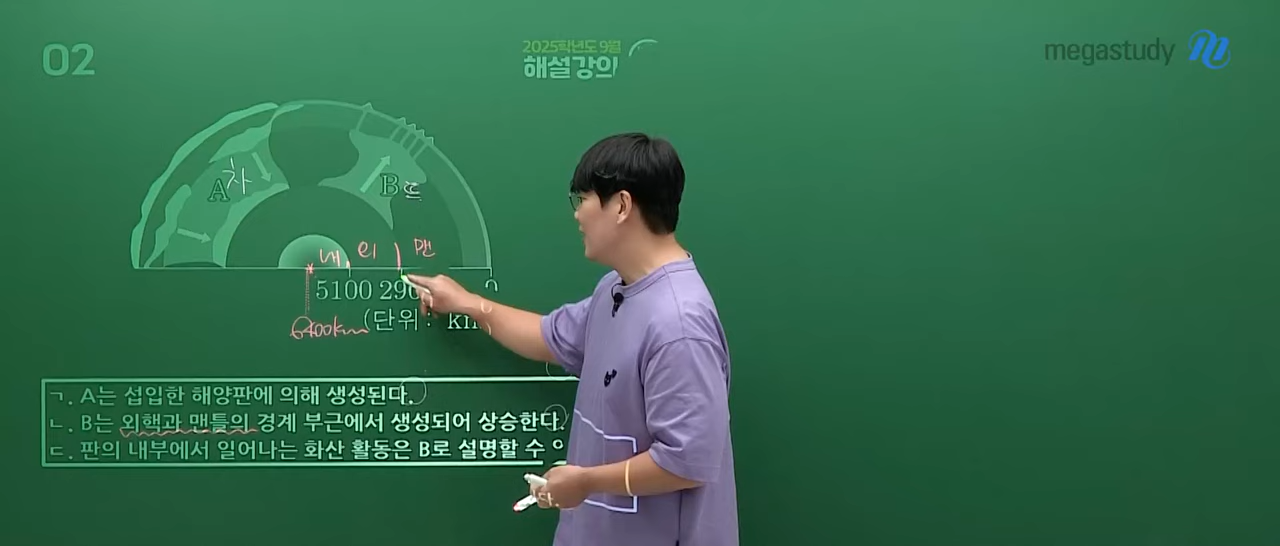 02
2025학년도 9월
해설강의
megastudy
A 차
B 뜨
내 외 맨
5100 290
6400km (단위: km
ㄱ. A는 섭입한 해양판에 의해 생성된다.
ㄴ. B는 외핵과 맨틀의 경계 부근에서 생성되어 상승한다.
ㄷ. 판의 내부에서 일어나는 화산 활동은 B로 설명할 수